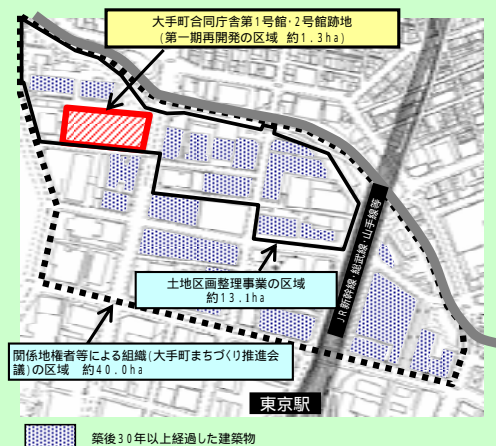 大手町合同庁舎第1号館・2号館跡地
(第一期再開発の区域 約1.3ha)
JR新幹線・総武線・山手線等
土地区画整理事業の区域
約13.1ha
関係地権者等による組織(大手町まちづくり推進会
議)の区域 約40.0ha
東京駅
築後30年以上経過した建築物